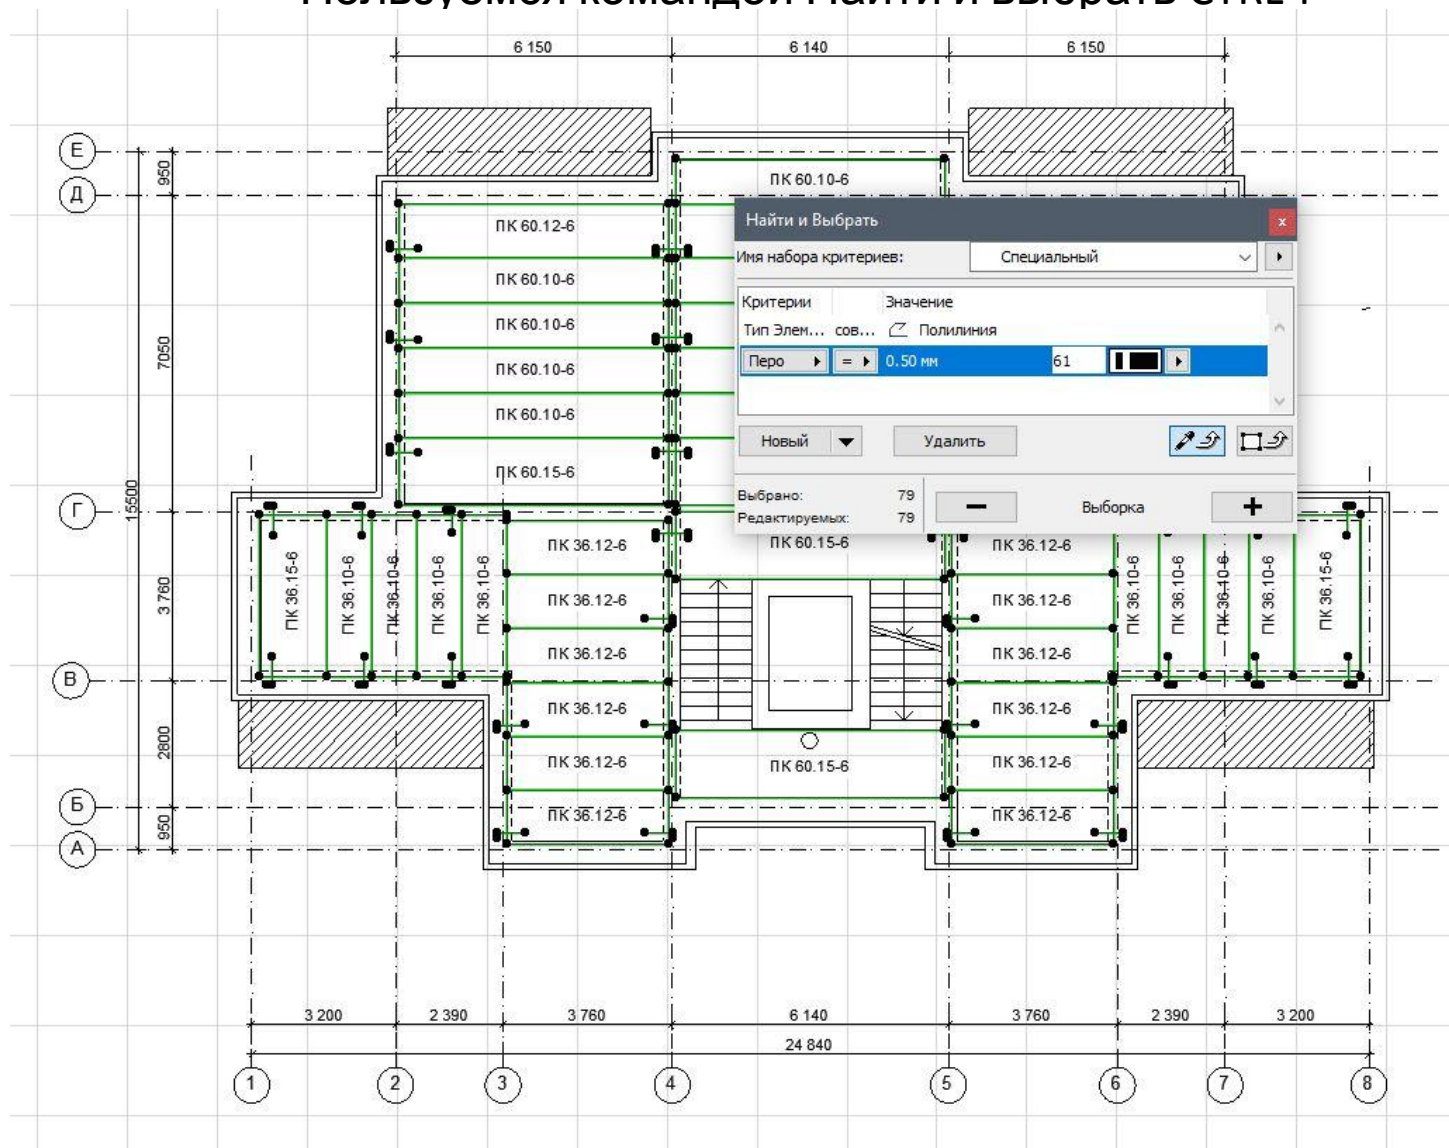 Пользуемся командой Найти и выбрать CTRL F
6 150 6 140 6 150
Е
Д
Г
В
Б
А
950
7050
15500
3 760
2800
950
ПК 60.10-6
ПК 60.12-6
ПК 60.10-6
ПК 60.10-6
ПК 60.10-6
ПК 60.10-6
ПК 60.15-6
Найти и Выбрать
x
Имя набора критериев: Специальный
Критерии Значение
Тип Элем... сов... Полилиния
Перо = 0.50 мм 61
Новый Удалить
Выбрано: 79
Редактируемых: 79
Выборка
ПК 36.15-6
ПК 36.10-6
ПК 36.10-6
ПК 36.10-6
ПК 36.10-6
ПК 36.12-6
ПК 36.12-6
ПК 36.12-6
ПК 36.12-6
ПК 36.12-6
ПК 36.12-6
ПК 60.15-6
ПК 60.15-6
ПК 36.12-6
ПК 36.12-6
ПК 36.12-6
ПК 36.12-6
ПК 36.12-6
ПК 36.12-6
ПК 36.10-6
ПК 36.10-6
ПК 36.10-6
ПК 36.10-6
ПК 36.15-6
3 200 2 390 3 760 6 140 3 760 2 390 3 200
24 840
1 2 3 4 5 6 7 8